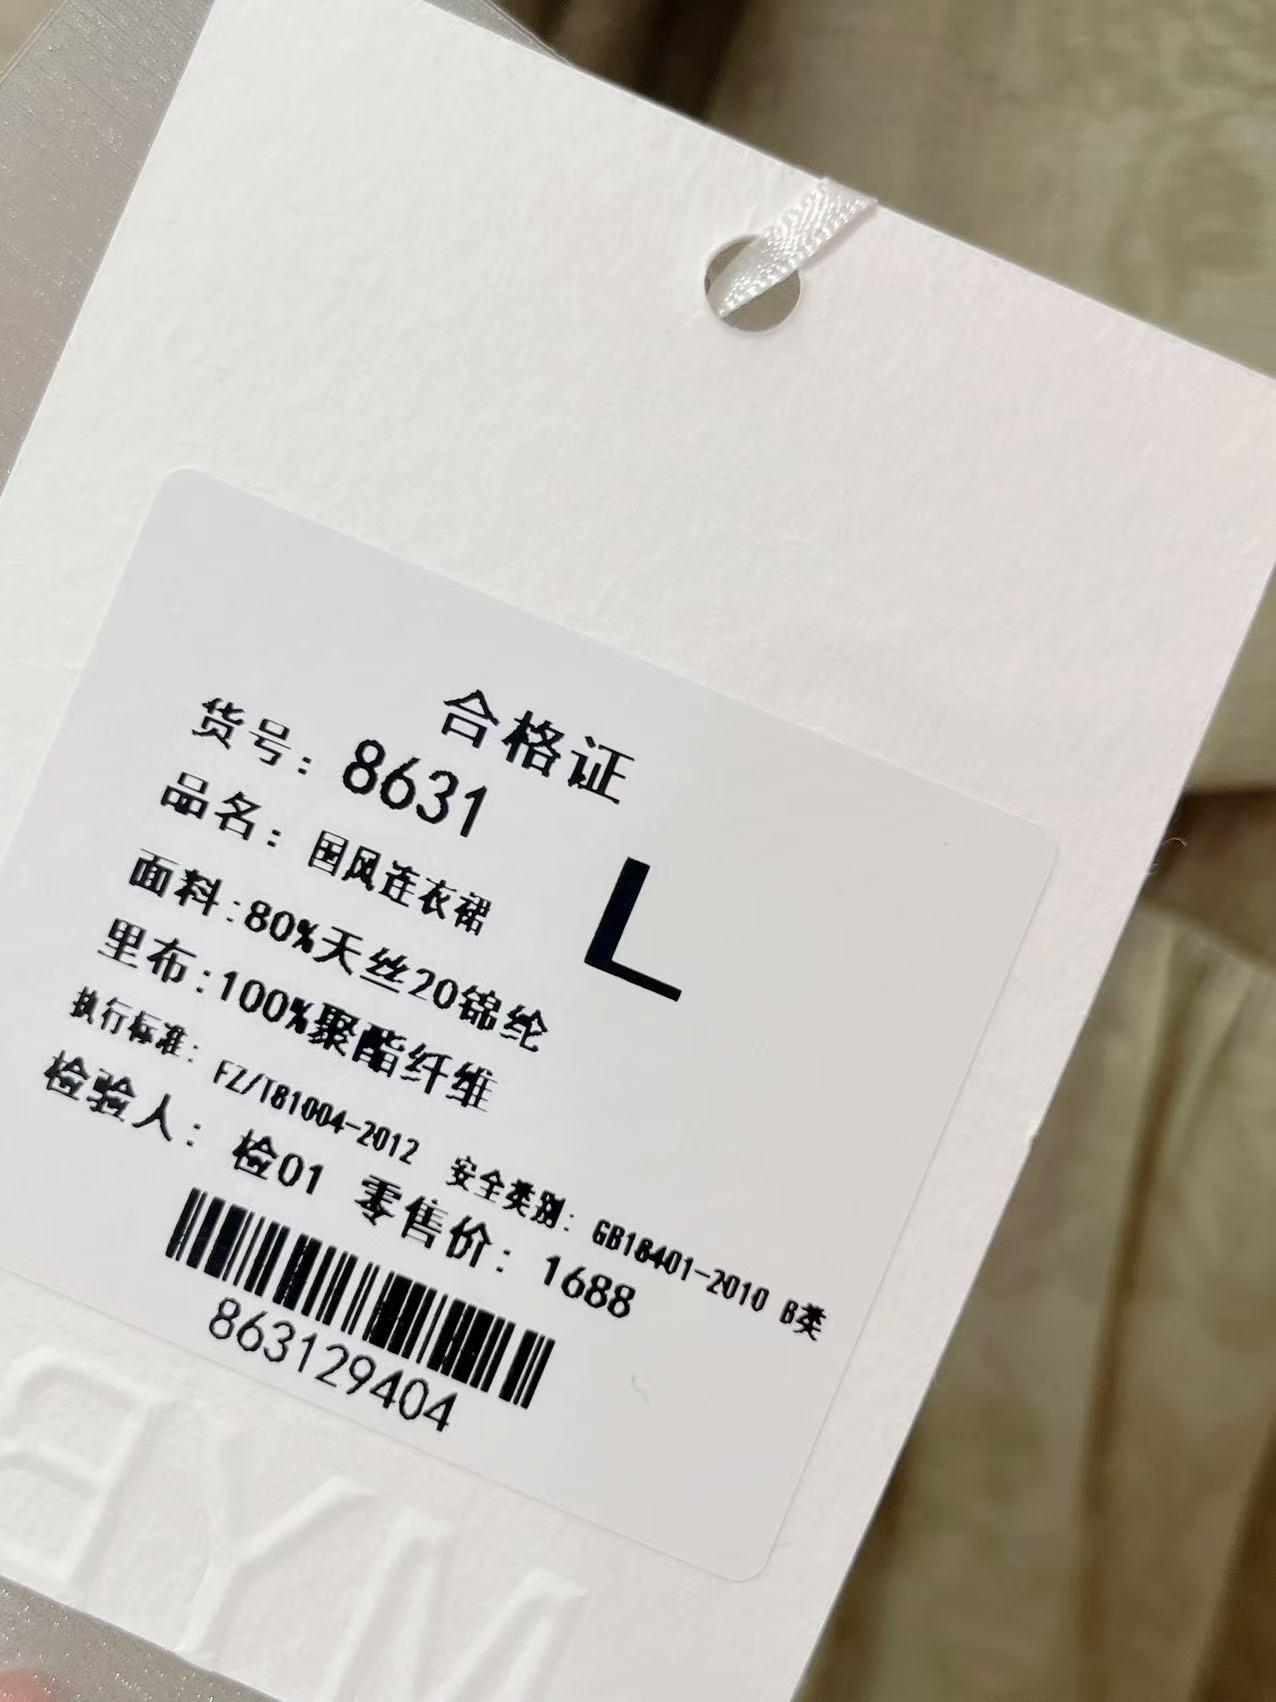 合格证
货号：8631
品名：国风连衣裙
L
面料:80%天丝20锦纶
里布:100%聚酯纤维
执行标准：FZ/T81004-2012 安全类别：GB18401-2010 B类
检验人：检01 零售价：1688
863129404